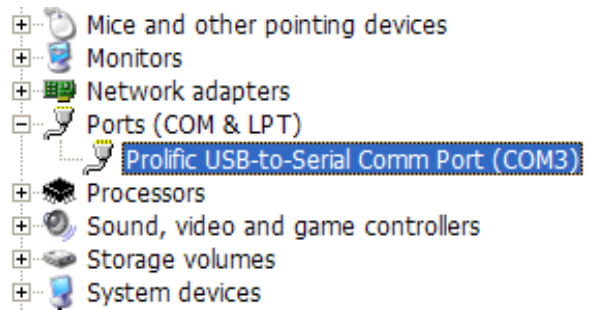 Mice and other pointing devices
Monitors
Network adapters
Ports (COM & LPT)
Prolific USB-to-Serial Comm Port (COM3)
Processors
Sound, video and game controllers
Storage volumes
System devices